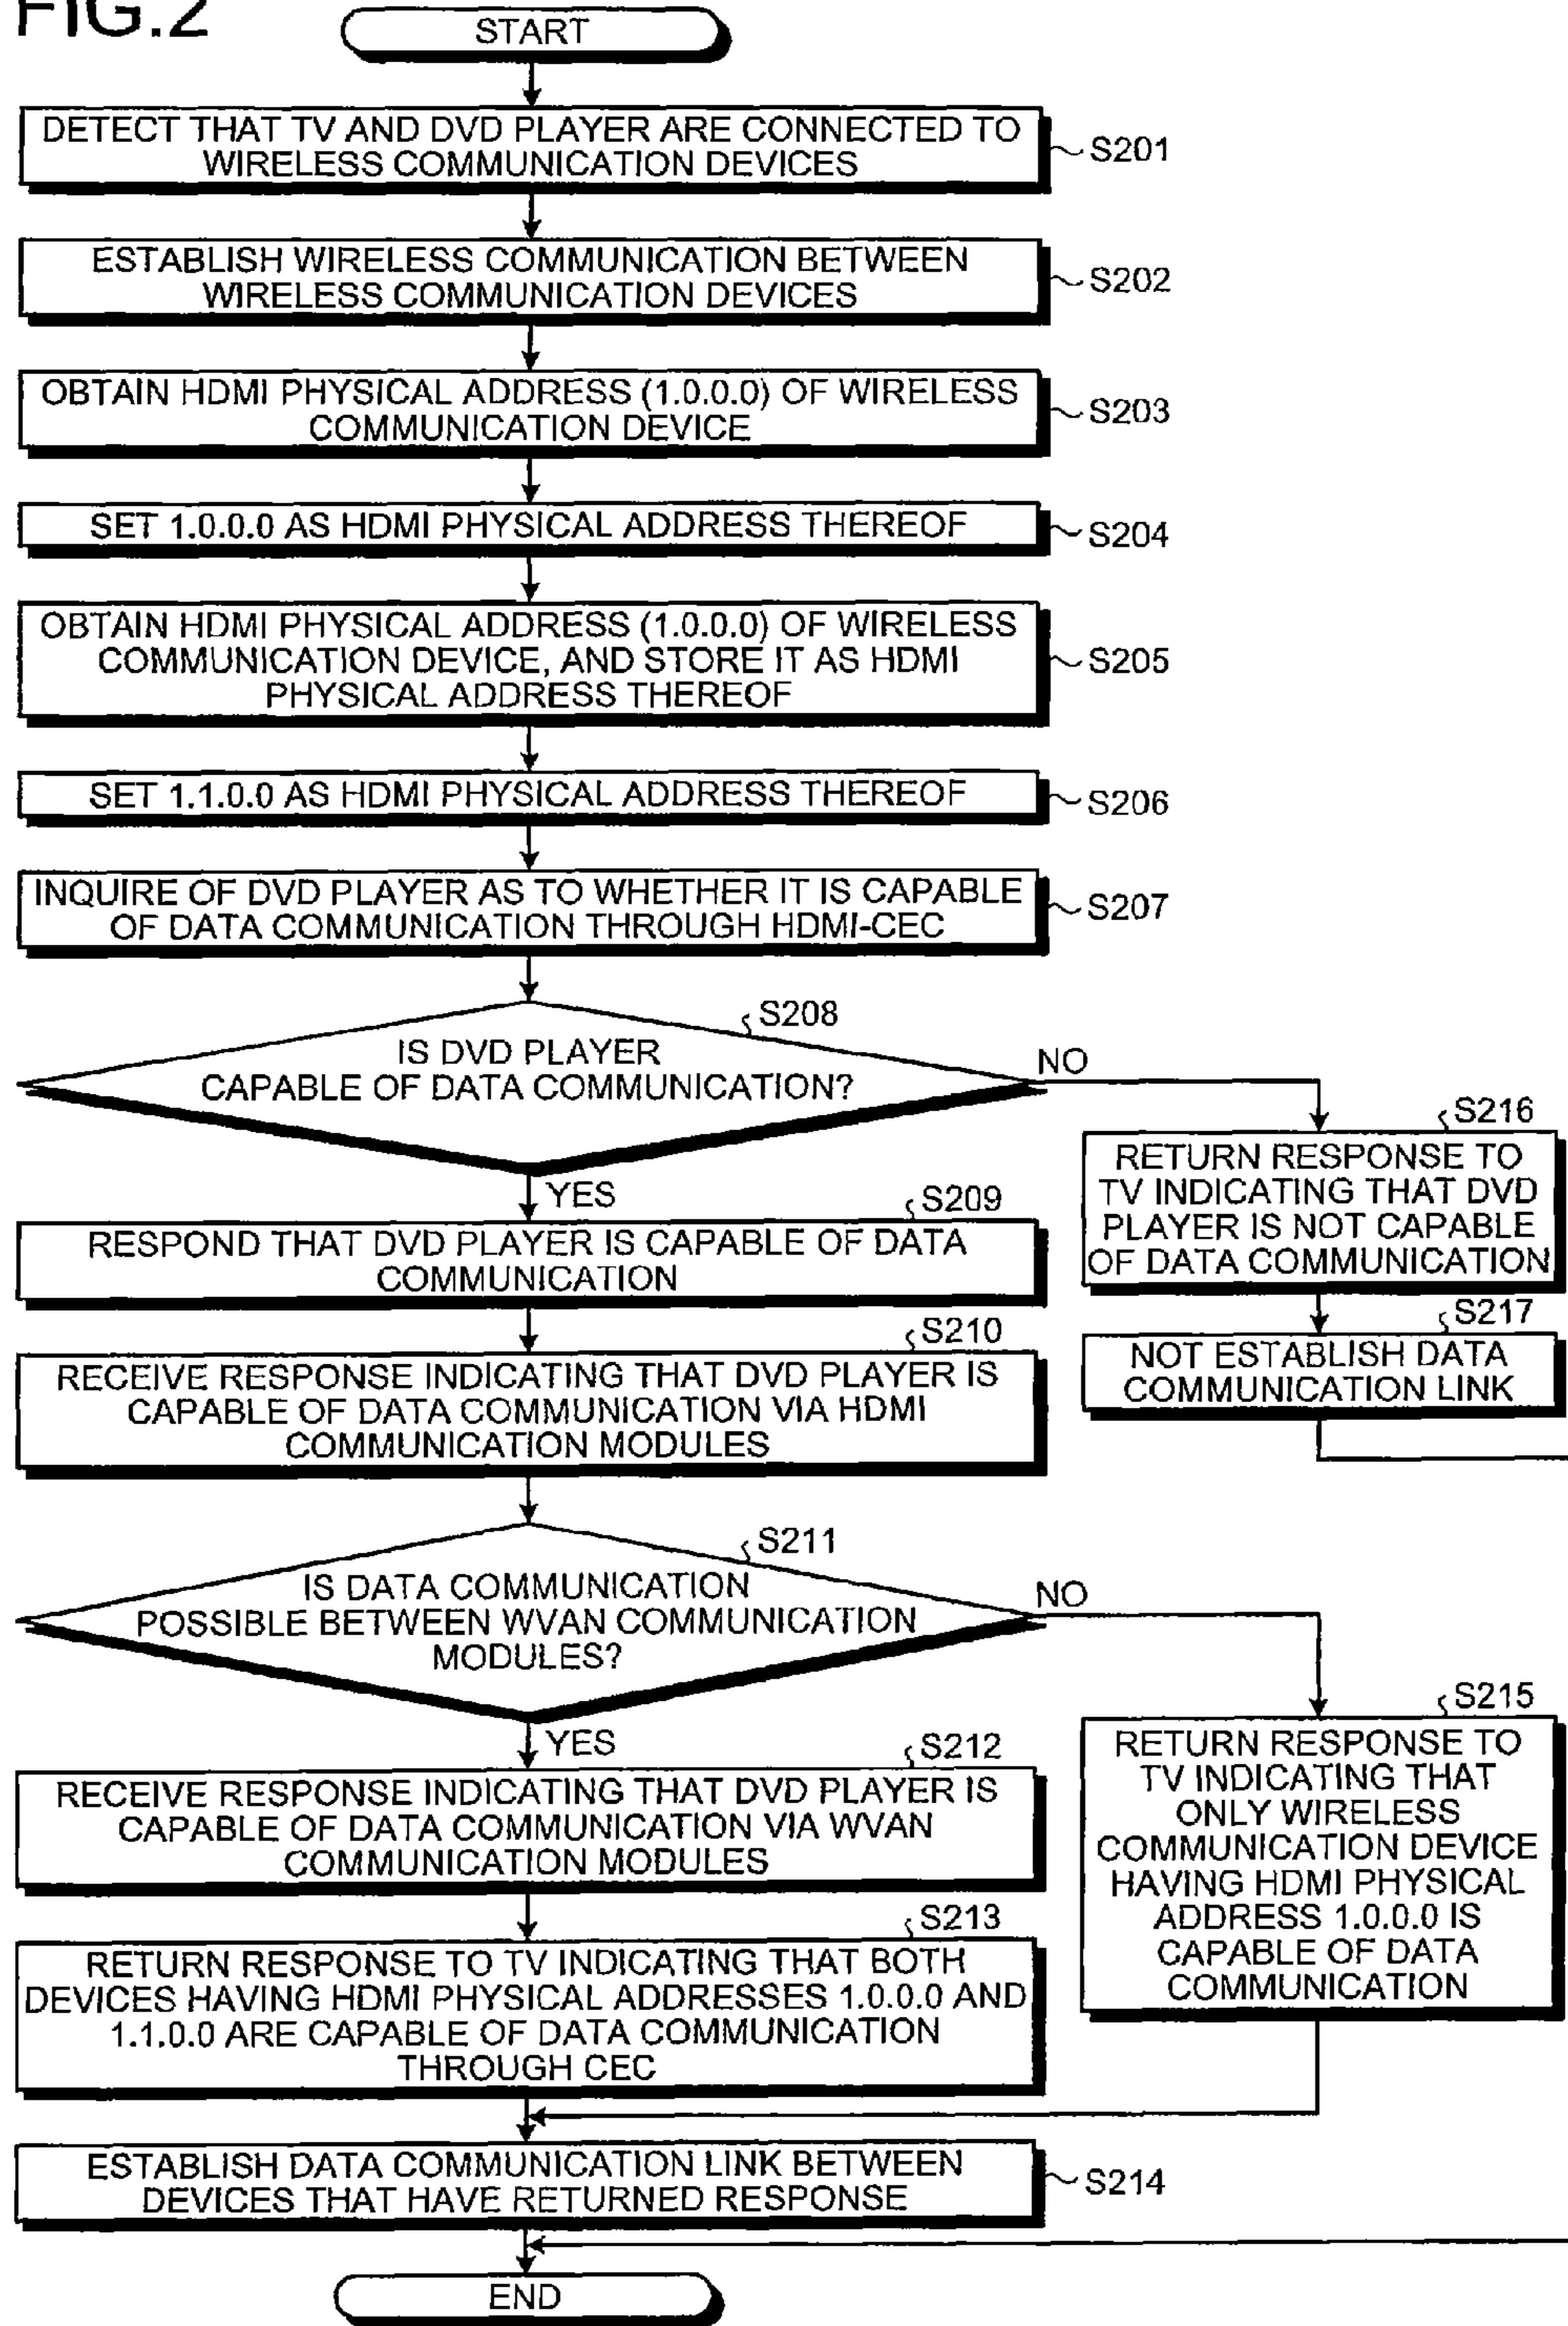 FIG.2
START
DETECT THAT TV AND DVD PLAYER ARE CONNECTED TO
WIRELESS COMMUNICATION DEVICES
S201
ESTABLISH WIRELESS COMMUNICATION BETWEEN
WIRELESS COMMUNICATION DEVICES
S202
OBTAIN HDMI PHYSICAL ADDRESS (1.0.0.0) OF WIRELESS
COMMUNICATION DEVICE
S203
SET 1.0.0.0 AS HDMI PHYSICAL ADDRESS THEREOF
S204
OBTAIN HDMI PHYSICAL ADDRESS (1.0.0.0) OF WIRELESS
COMMUNICATION DEVICE, AND STORE IT AS HDMI
PHYSICAL ADDRESS THEREOF
S205
SET 1.1.0.0 AS HDMI PHYSICAL ADDRESS THEREOF
S206
INQUIRE OF DVD PLAYER AS TO WHETHER IT IS CAPABLE
OF DATA COMMUNICATION THROUGH HDMI-CEC
S207
S208
IS DVD PLAYER
CAPABLE OF DATA COMMUNICATION?
NO
YES
S216
RETURN RESPONSE TO
TV INDICATING THAT DVD
PLAYER IS NOT CAPABLE
OF DATA COMMUNICATION
S217
NOT ESTABLISH DATA
COMMUNICATION LINK
S209
RESPOND THAT DVD PLAYER IS CAPABLE OF DATA
COMMUNICATION
S210
RECEIVE RESPONSE INDICATING THAT DVD PLAYER IS
CAPABLE OF DATA COMMUNICATION VIA HDMI
COMMUNICATION MODULES
S211
IS DATA COMMUNICATION
POSSIBLE BETWEEN WVAN COMMUNICATION
MODULES?
NO
YES
S215
RETURN RESPONSE TO
TV INDICATING THAT
ONLY WIRELESS
COMMUNICATION DEVICE
HAVING HDMI PHYSICAL
ADDRESS 1.0.0.0 IS
CAPABLE OF DATA
COMMUNICATION
S212
RECEIVE RESPONSE INDICATING THAT DVD PLAYER IS
CAPABLE OF DATA COMMUNICATION VIA WVAN
COMMUNICATION MODULES
S213
RETURN RESPONSE TO TV INDICATING THAT BOTH
DEVICES HAVING HDMI PHYSICAL ADDRESSES 1.0.0.0 AND
1.1.0.0 ARE CAPABLE OF DATA COMMUNICATION
THROUGH CEC
ESTABLISH DATA COMMUNICATION LINK BETWEEN
DEVICES THAT HAVE RETURNED RESPONSE
S214
END